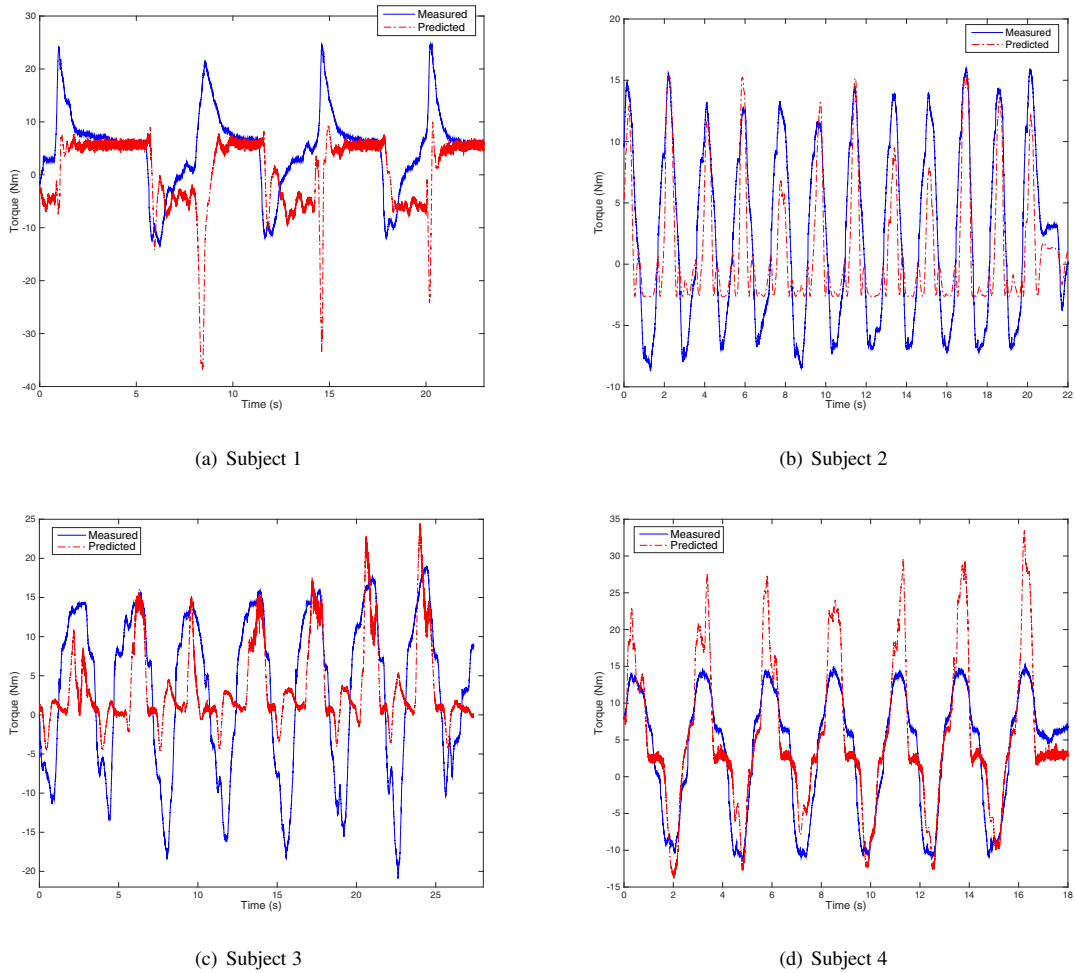 30
20
10
0
-10
-20
-30
-40
Torque (Nm)
0 5 10 15 20
Time (s)
Measured
Predicted
(a) Subject 1
20
15
10
5
0
-5
-10
Torque (Nm)
0 2 4 6 8 10 12 14 16 18 20 22
Time (s)
Measured
Predicted
(b) Subject 2
25
20
15
10
5
0
-5
-10
-15
-20
Torque (Nm)
0 5 10 15 20 25
Time (s)
Measured
Predicted
(c) Subject 3
35
30
25
20
15
10
5
0
-5
-10
-15
Torque (Nm)
0 2 4 6 8 10 12 14 16 18
Time (s)
Measured
Predicted
(d) Subject 4